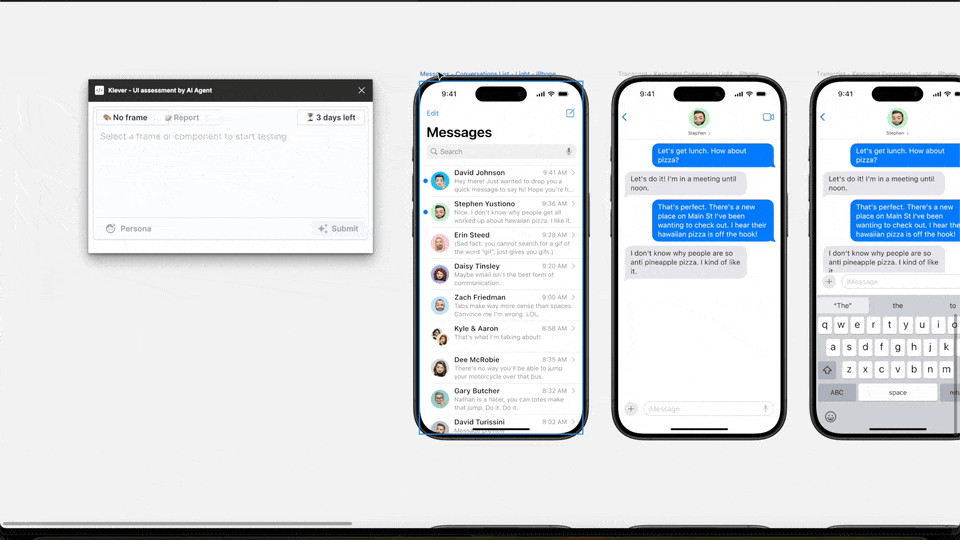 Klever - UI assessment by AI Agent
No frame
Report
3 days left
Select a frame or component to start testing
Persona
Submit
Messages - Conversations List - Light - iPhone
9:41
Edit
Messages
Search
David Johnson
9:41 AM
Hey there! Just wanted to drop you a
quick message to say hi! Hope you're h...
Stephen Yustiono
9:36 AM
Nice. I don't know why people get all
worked up about hawaiian pizza. I like it.
Erin Steed
9:28 AM
(Sad fact: you cannot search for a gif of
the word "gif", just gives you gifs.)
Daisy Tinsley
9:20 AM
Maybe email isn't the best form of
communication.
Zach Friedman
9:00 AM
Tabs make way more sense than spaces.
Convince me I'm wrong. LOL.
Kyle & Aaron
8:58 AM
That's what I'm talking about!
Dee McRobie
8:35 AM
There's no way you'll be able to jump
your motorcycle over that bus.
Gary Butcher
8:32 AM
Nathan is a hater, you can totes make
that jump. Do it. Do it.
David Turissini
8:02 AM
Transcript - Keyboard Collapsed - Light - iPhone
9:41
Stephen
Let's get lunch. How about
pizza?
Let's do it! I'm in a meeting until
noon.
That's perfect. There's a new
place on Main St I've been
wanting to check out. I hear their
hawaiian pizza is off the hook!
I don't know why people are so
anti pineapple pizza. I kind of like
it.
iMessage
9:41
Stephen
Let's get lunch. How about
pizza?
Let's do it! I'm in a meeting until
noon.
That's perfect. There's a new
place on Main St I've been
wanting to check out. I hear the
hawaiian pizza is off the hook!
I don't know why people are so
anti pineapple pizza. I kind of like
it.
iMessage
"The"
the
to
q w e r t y u i o
a s d f g h j k
z x c v b n m
ABC
space
retu